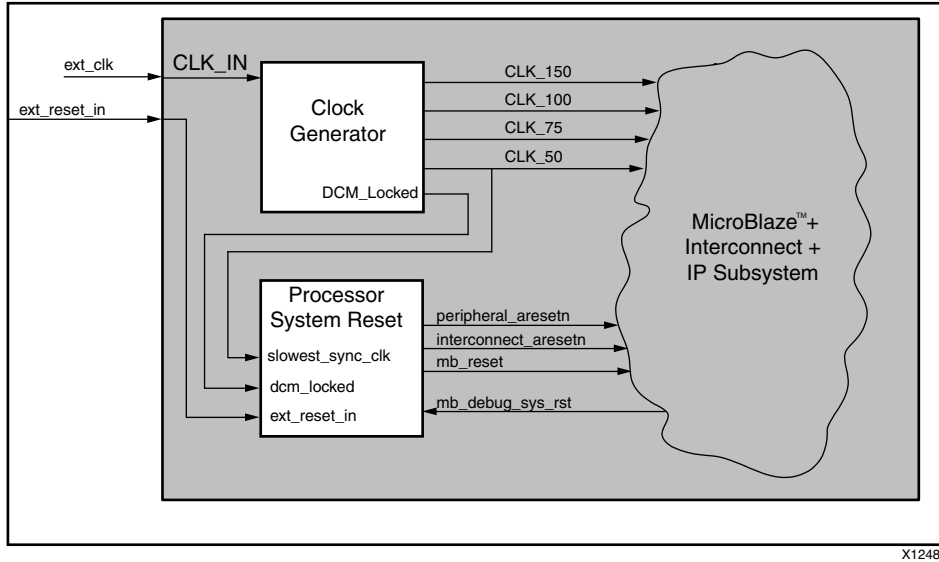 ext_clk
CLK_IN
ext_reset_in
Clock
Generator
DCM_Locked
CLK_150
CLK_100
CLK_75
CLK_50
MicroBlaze™+
Interconnect +
IP Subsystem
Processor
System Reset
slowest_sync_clk
dcm_locked
ext_reset_in
peripheral_aresetn
interconnect_aresetn
mb_reset
mb_debug_sys_rst
X1248